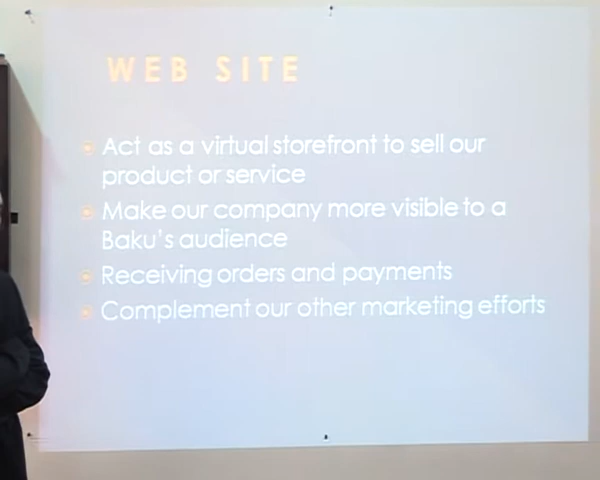 WEB SITE
Act as a virtual storefront to sell our
product or service
Make our company more visible to a
Baku's audience
Receiving orders and payments
Complement our other marketing efforts